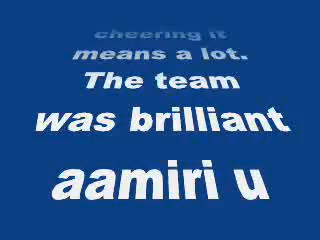 cheering it
means a lot.
The team
was brilliant
aamiri u